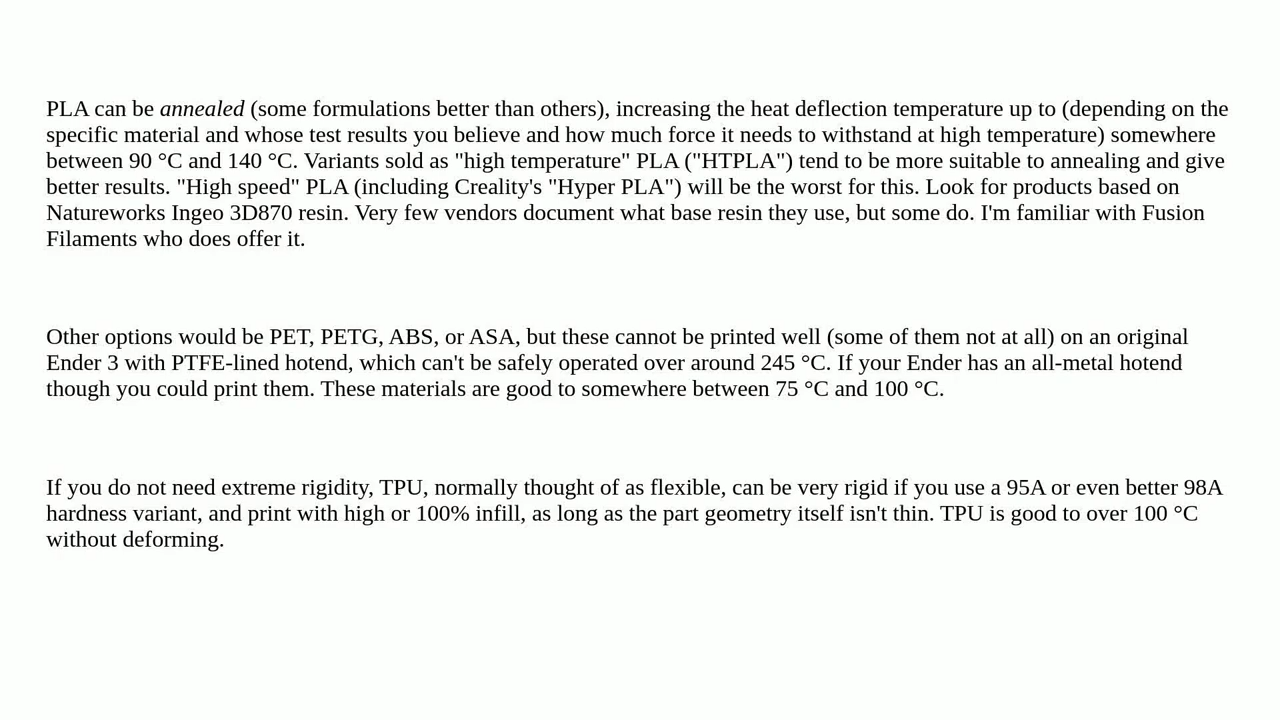 PLA can be annealed (some formulations better than others), increasing the heat deflection temperature up to (depending on the
specific material and whose test results you believe and how much force it needs to withstand at high temperature) somewhere
between 90 °C and 140 °C. Variants sold as "high temperature" PLA ("HTPLA") tend to be more suitable to annealing and give
better results. "High speed" PLA (including Creality's "Hyper PLA") will be the worst for this. Look for products based on
Natureworks Ingeo 3D870 resin. Very few vendors document what base resin they use, but some do. I'm familiar with Fusion
Filaments who does offer it.
Other options would be PET, PETG, ABS, or ASA, but these cannot be printed well (some of them not at all) on an original
Ender 3 with PTFE-lined hotend, which can't be safely operated over around 245 °C. If your Ender has an all-metal hotend
though you could print them. These materials are good to somewhere between 75 °C and 100 °C.
If you do not need extreme rigidity, TPU, normally thought of as flexible, can be very rigid if you use a 95A or even better 98A
hardness variant, and print with high or 100% infill, as long as the part geometry itself isn't thin. TPU is good to over 100 °C
without deforming.